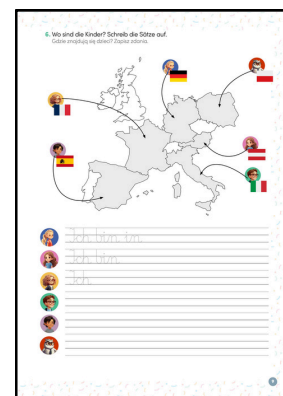 6. Wo sind die Kinder? Schreib die Sätze auf.
Gdzie znajdują się dzieci? Zapisz zdania.
Ich bin in
Ich bin
Ich
9